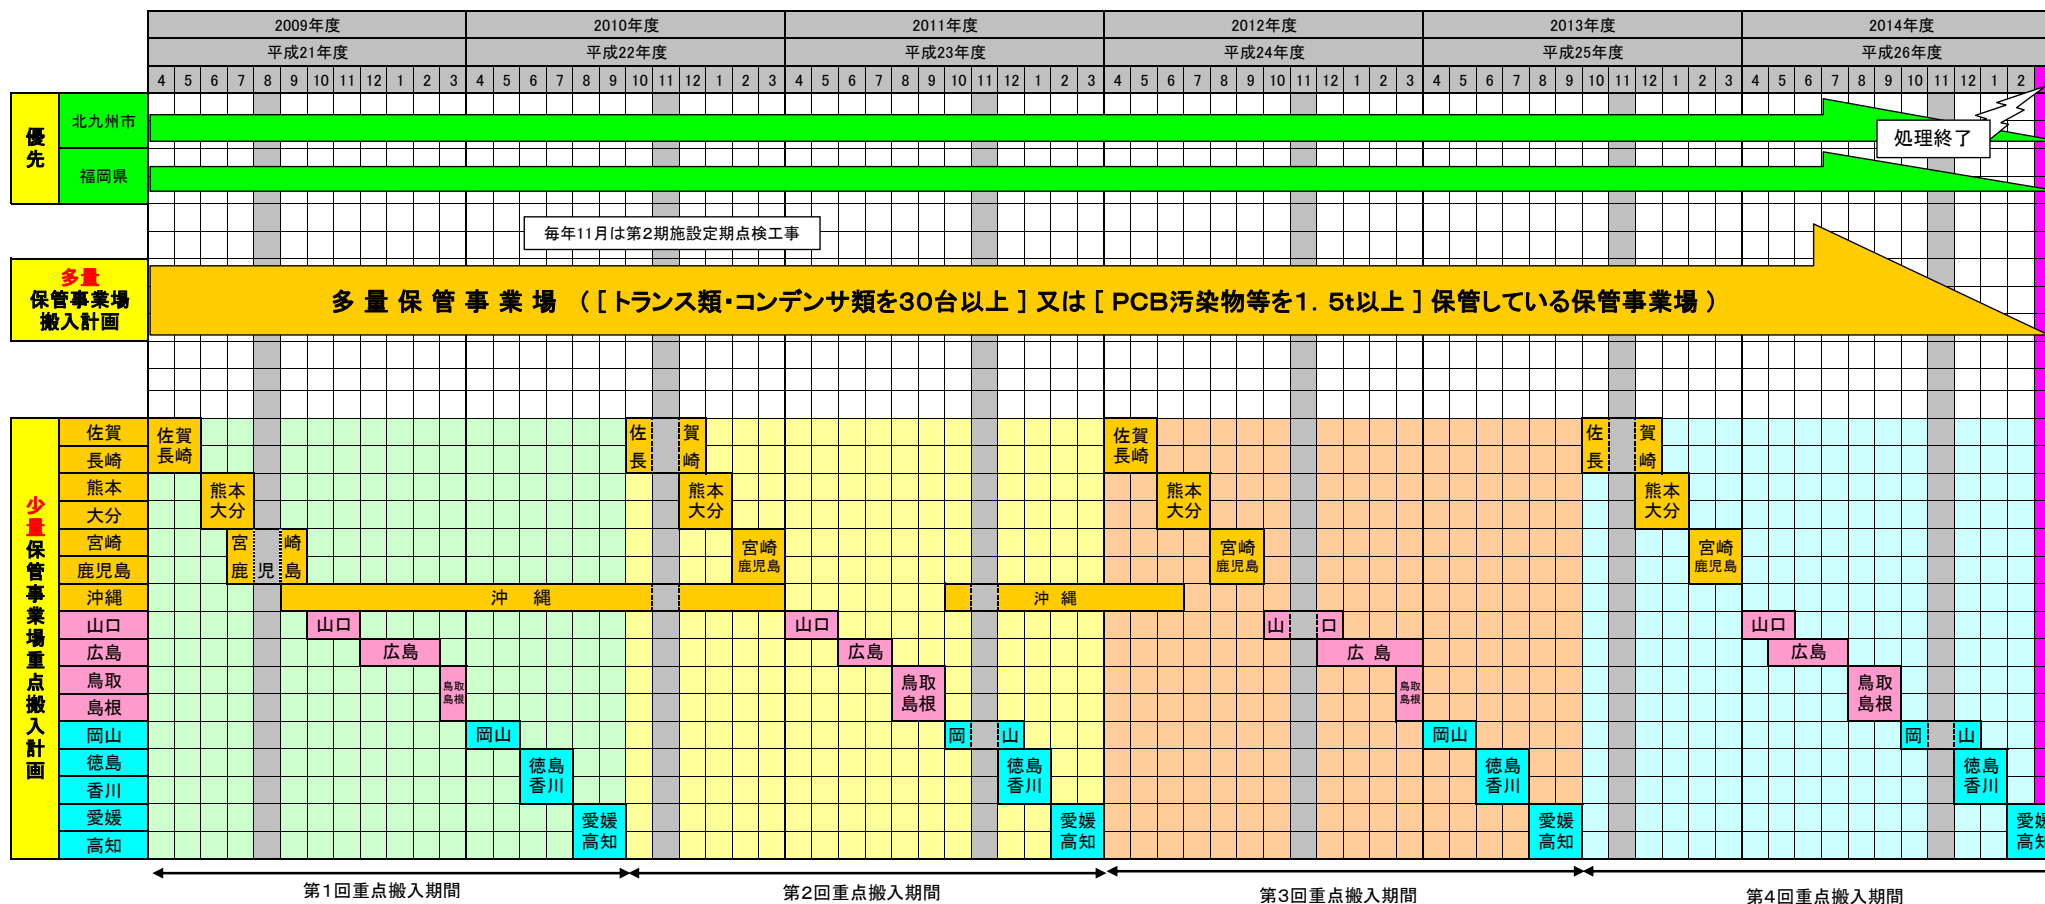 2009年度 2010年度 2011年度 2012年度 2013年度 2014年度
平成21年度 平成22年度 平成23年度 平成24年度 平成25年度 平成26年度
4 5 6 7 8 9 10 11 12 1 2 3 4 5 6 7 8 9 10 11 12 1 2 3 4 5 6 7 8 9 10 11 12 1 2 3 4 5 6 7 8 9 10 11 12 1 2 3 4 5 6 7 8 9 10 11 12 1 2 3 4 5 6 7 8 9 10 11 12 1 2
優先
北九州市
処理終了
福岡県
毎年11月は第2期施設定期点検工事
多量
保管事業場
搬入計画
多量保管事業場 ([トランス類・コンデンサ類を30台以上]又は[PCB汚染物等を1.5t以上]保管している保管事業場)
少量保管事業場重点搬入計画
佐賀 佐賀 佐 賀 佐賀 佐 賀
長崎 長崎 長 崎 長崎 長 崎
熊本 熊本 熊本 熊本 熊本
大分 大分 大分 大分 大分
宮崎 宮 崎 宮崎 宮崎 宮崎
鹿児島 鹿 児 島 鹿児島 鹿児島 鹿児島
沖縄 沖 縄 沖 縄
山口 山口 山口 山 口 山口
広島 広島 広島 広 島 広島
鳥取 鳥取 鳥取 鳥取 鳥取
島根 島根 島根 島根 島根
岡山 岡山 岡 山 岡山 岡 山
徳島 徳島 徳島 徳島 徳島
香川 香川 香川 香川 香川
愛媛 愛媛 愛媛 愛媛 愛媛
高知 高知 高知 高知 高知
第1回重点搬入期間 第2回重点搬入期間 第3回重点搬入期間 第4回重点搬入期間